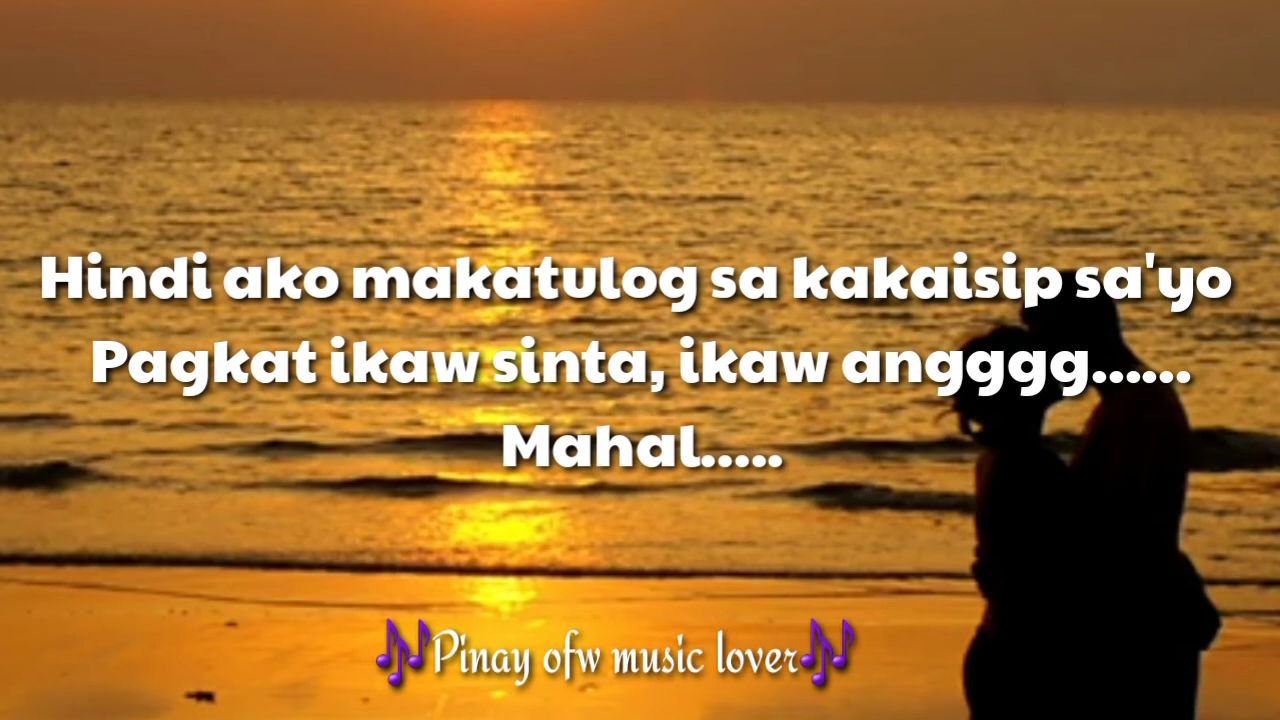 Hindi ako makatulog sa kakaisip sa'yo
Pagkat ikaw sinta, ikaw angggg......
Mahal.....
🎶Pinay ofw music lover🎶